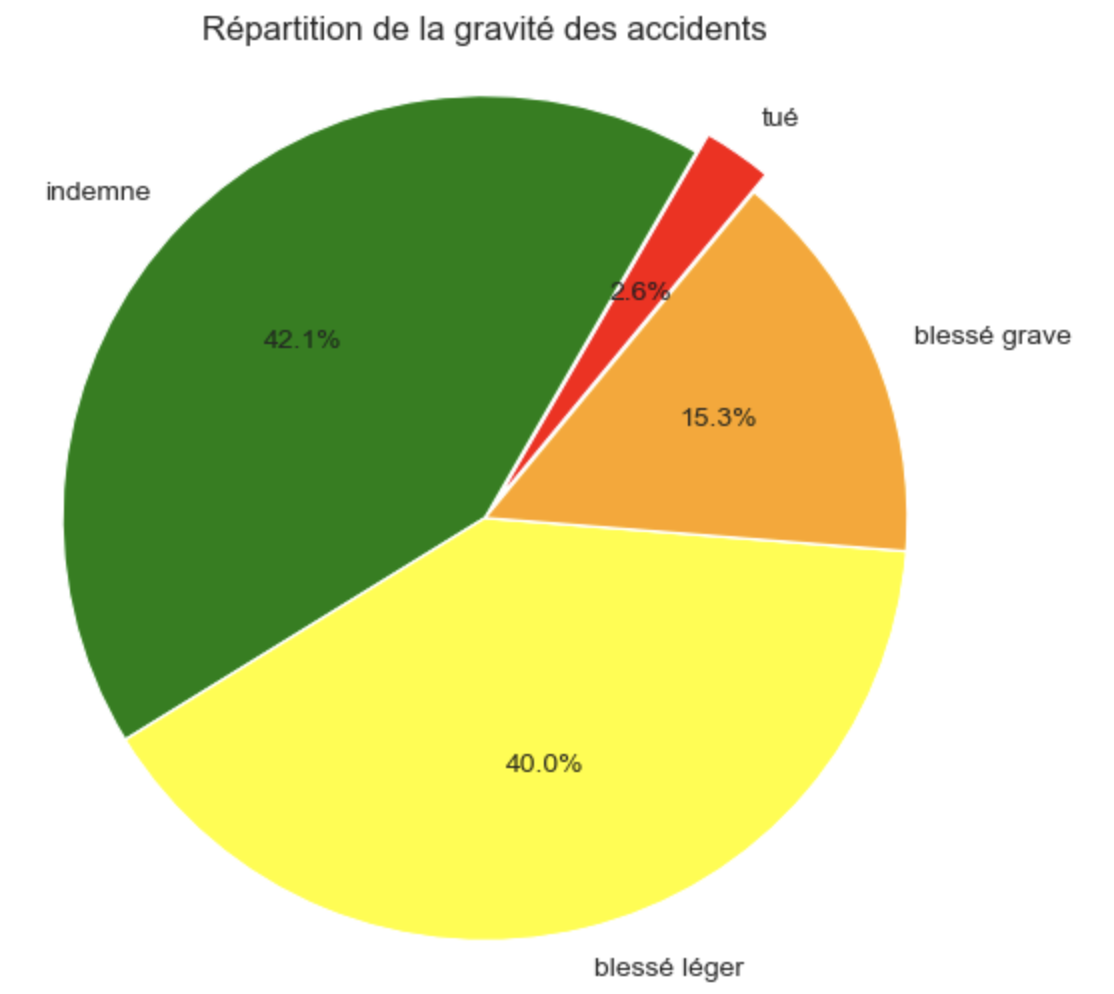 Répartition de la gravité des accidents
tué
indemne
2.6%
blessé grave
42.1%
15.3%
40.0%
blessé léger